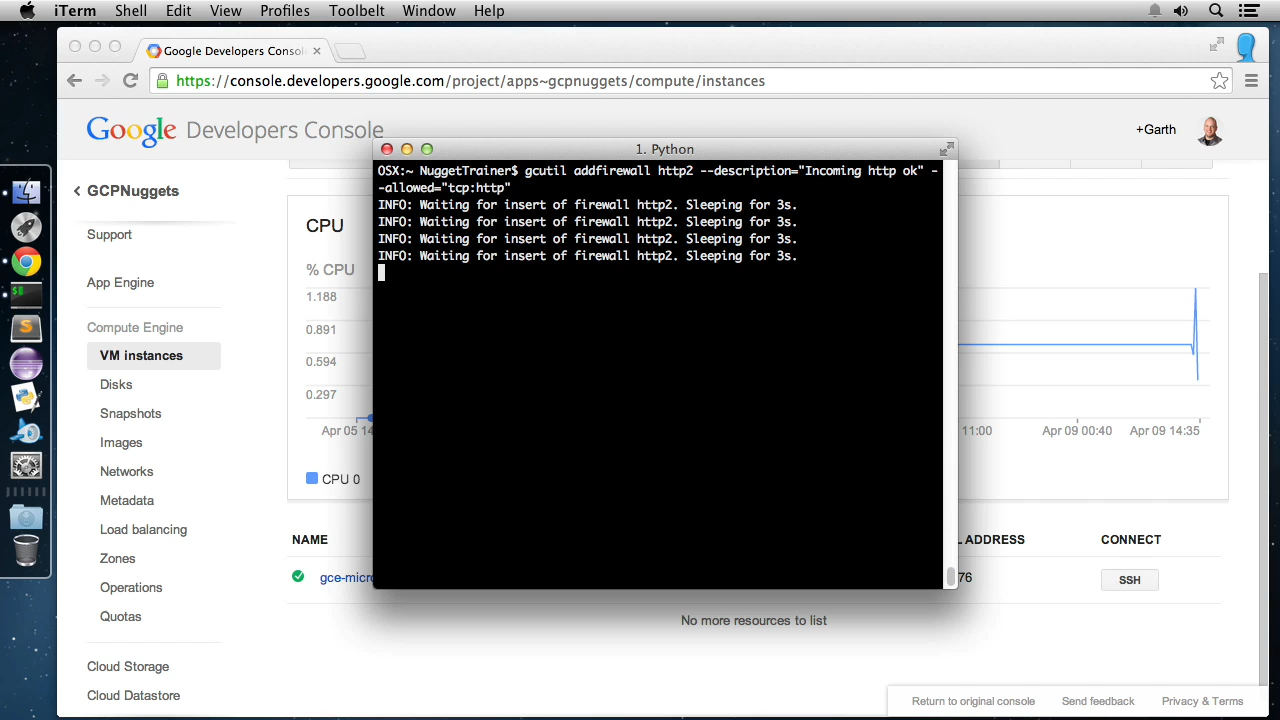 iTerm Shell Edit View Profiles Toolbelt Window Help
Google Developers Conso
https://console.developers.google.com/project/apps~gcpnuggets/compute/instances
Google Developers Console
+Garth
1. Python
OSX:~ NuggetTrainer$ gcutil addfirewall http2 --description="Incoming http ok" -
-allowed="tcp:http"
INFO: Waiting for insert of firewall http2. Sleeping for 3s.
INFO: Waiting for insert of firewall http2. Sleeping for 3s.
INFO: Waiting for insert of firewall http2. Sleeping for 3s.
INFO: Waiting for insert of firewall http2. Sleeping for 3s.
GCPNuggets
Support
App Engine
Compute Engine
VM instances
Disks
Snapshots
Images
Networks
Metadata
Load balancing
Zones
Operations
Quotas
Cloud Storage
Cloud Datastore
CPU
% CPU
1.188
0.891
0.594
0.297
Apr 05 14
11:00
Apr 09 00:40
Apr 09 14:35
CPU 0
NAME
L ADDRESS
CONNECT
gce-micr
76
SSH
No more resources to list
Return to original console
Send feedback
Privacy & Terms